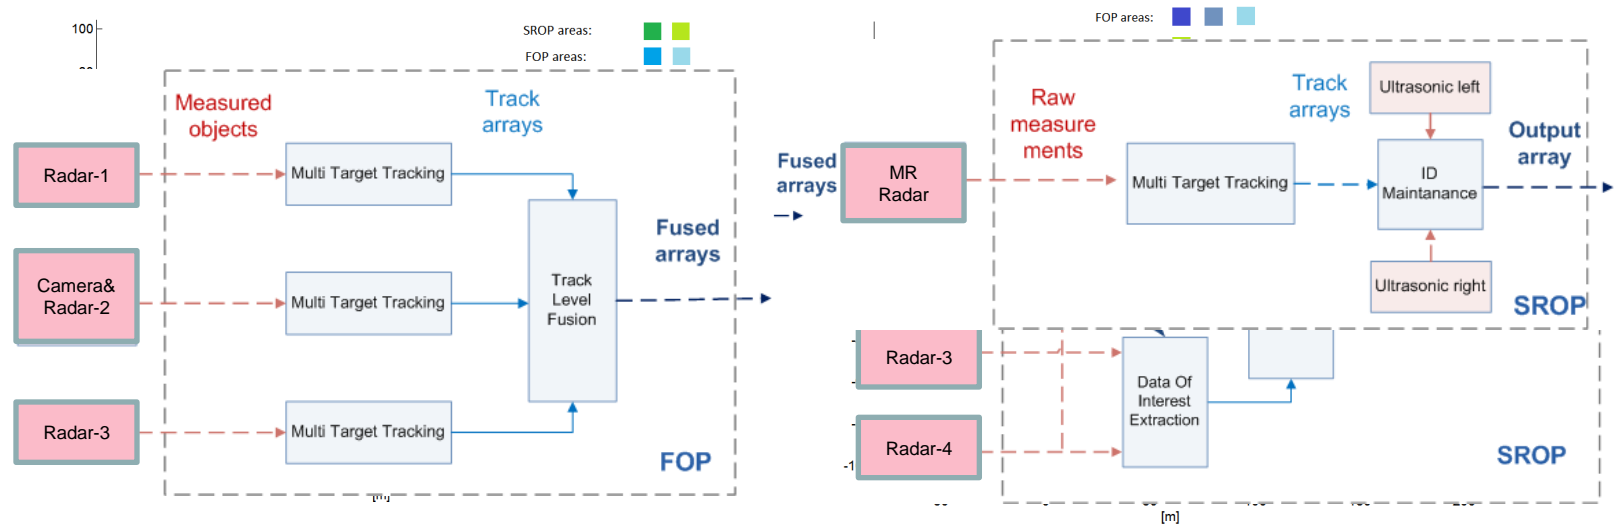 100
SROP areas:
FOP areas:
Measured
objects
Track
arrays
Radar-1
Multi Target Tracking
Camera&
Radar-2
Multi Target Tracking
Track
Level
Fusion
Fused
arrays
Radar-3
Multi Target Tracking
FOP
[m]
FOP areas:
Fused
arrays
MR
Radar
Raw
measure
ments
Multi Target Tracking
Track
arrays
Ultrasonic left
ID
Maintanance
Output
array
Ultrasonic right
SROP
Radar-3
Radar-4
Data Of
Interest
Extraction
SROP
-1
[m]